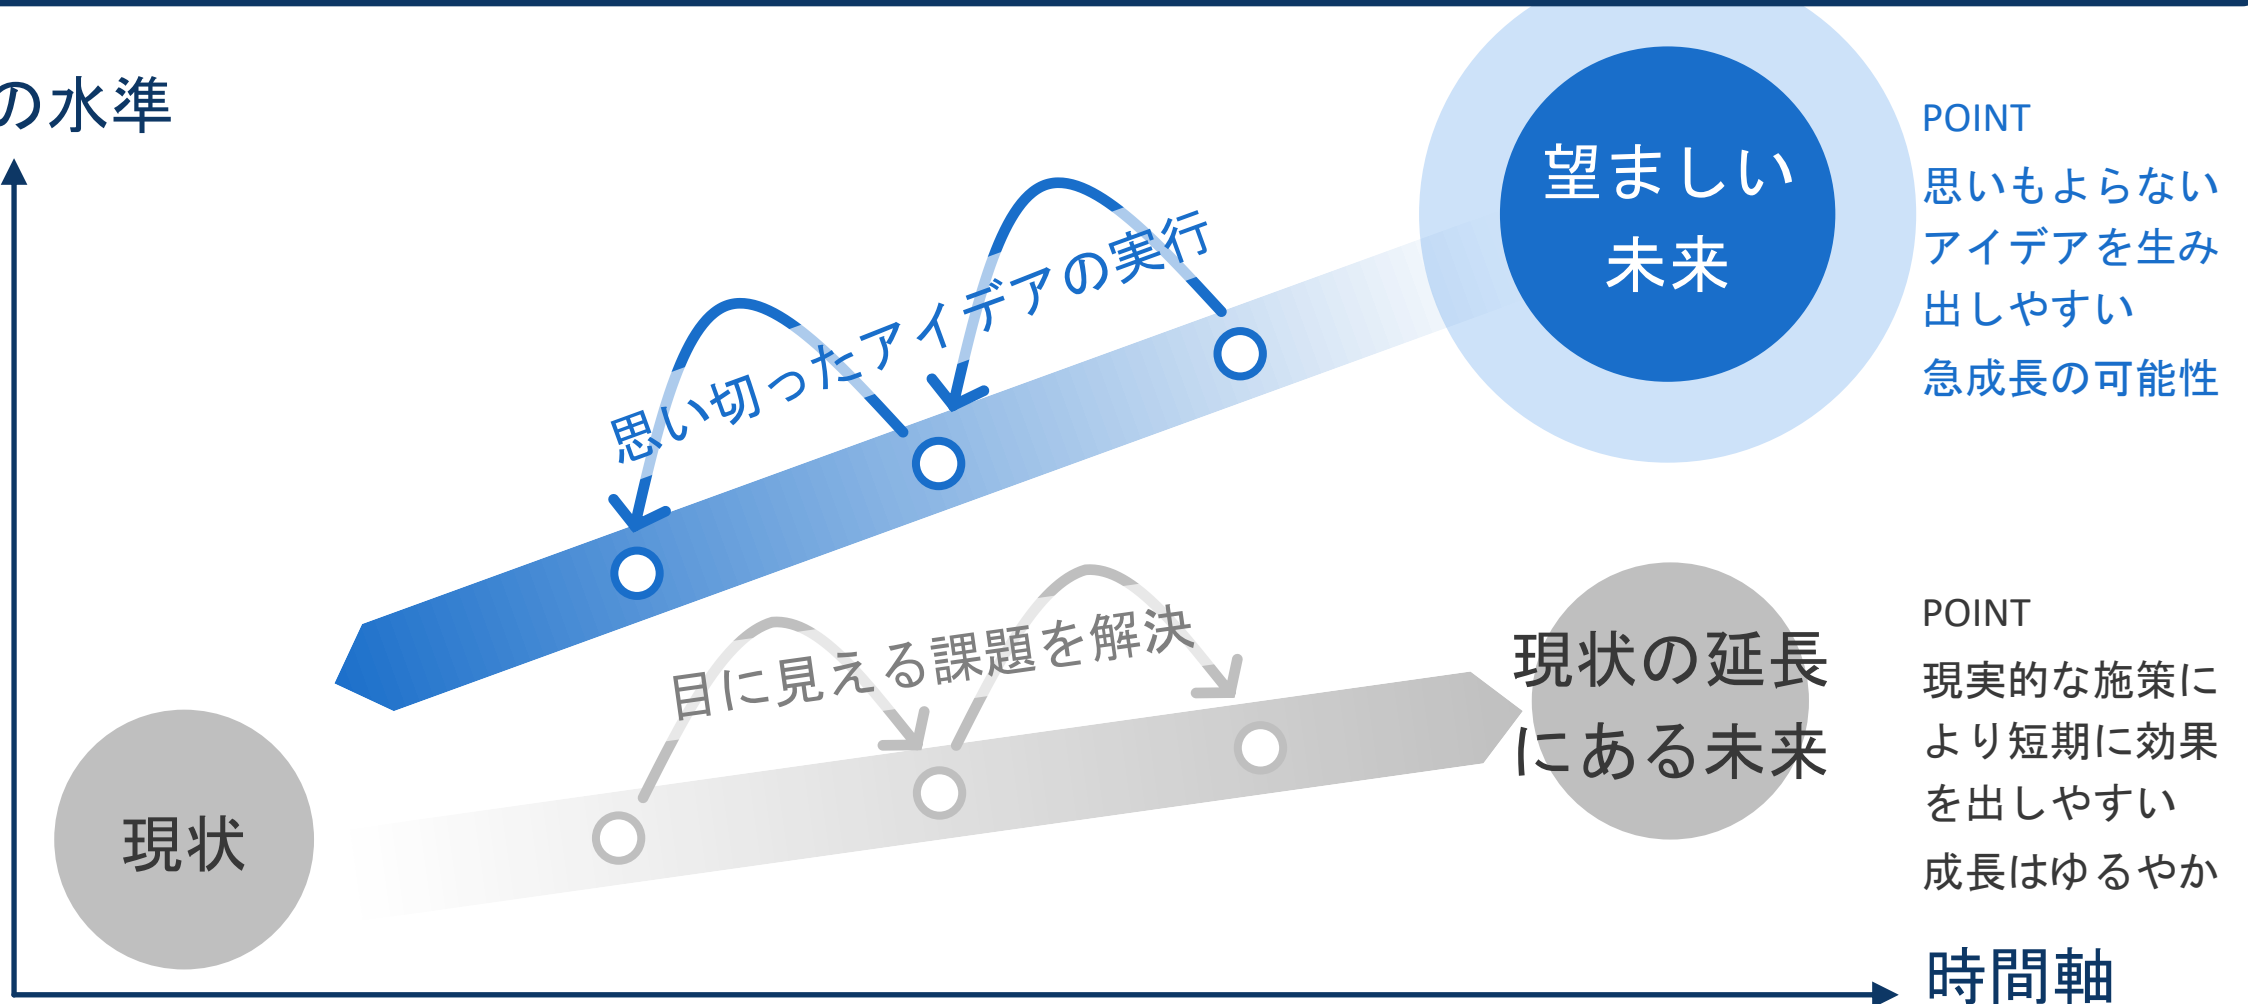 の水準
望ましい
未来
POINT
思いもよらない
アイデアを生み
出しやすい
急成長の可能性
思い切ったアイデアの実行
目に見える課題を解決
現状の延長
にある未来
POINT
現実的な施策に
より短期に効果
を出しやすい
成長はゆるやか
現状
時間軸